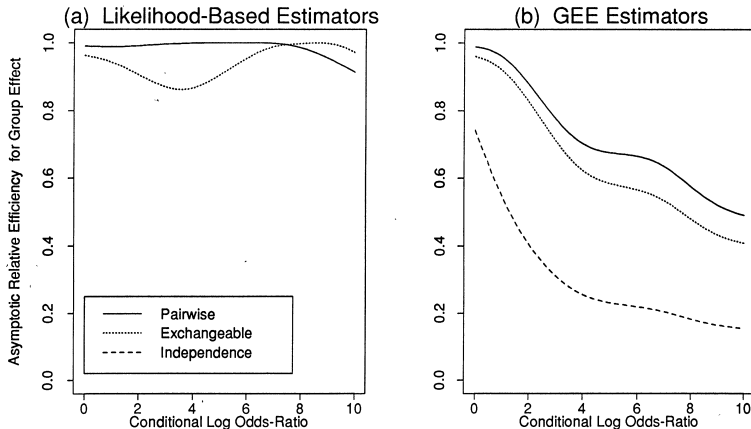 (a) Likelihood-Based Estimators
Asymptotic Relative Efficiency for Group Effect
1.0
0.8
0.6
0.4
0.2
0.0
Pairwise
Exchangeable
Independence
0 2 4 6 8 10
Conditional Log Odds-Ratio
(b) GEE Estimators
1.0
0.8
0.6
0.4
0.2
0.0
0 2 4 6 8 10
Conditional Log Odds-Ratio